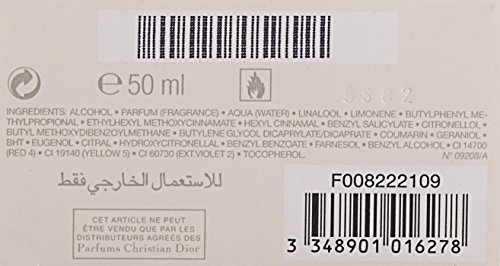 ℮ 50 ml
5802
INGREDIENTS: ALCOHOL • PARFUM (FRAGRANCE) • AQUA (WATER) • LINALOOL • LIMONENE • BUTYLPHENYL ME-
THYLPROPIONAL • ETHYLHEXYL METHOXYCINNAMATE • HEXYL CINNAMAL • BENZYL SALICYLATE • CITRONELLOL •
BUTYL METHOXYDIBENZOYLMETHANE • BUTYLENE GLYCOL DICAPRYLATE/DICAPRATE • COUMARIN • GERANIOL •
BHT • EUGENOL • CITRAL • HYDROXYCITRONELLAL • BENZYL BENZOATE • FARNESOL • BENZYL ALCOHOL • CI 14700
(RED 4) • CI 19140 (YELLOW 5) • CI 60730 (EXT.VIOLET 2) • TOCOPHEROL.
N° 09208/A
للاستعمال الخارجي فقط
F008222109
CET ARTICLE NE PEUT
ÊTRE VENDU QUE PAR LES
DISTRIBUTEURS AGRÉÉS DES
Parfums Christian Dior
3 348901 016278